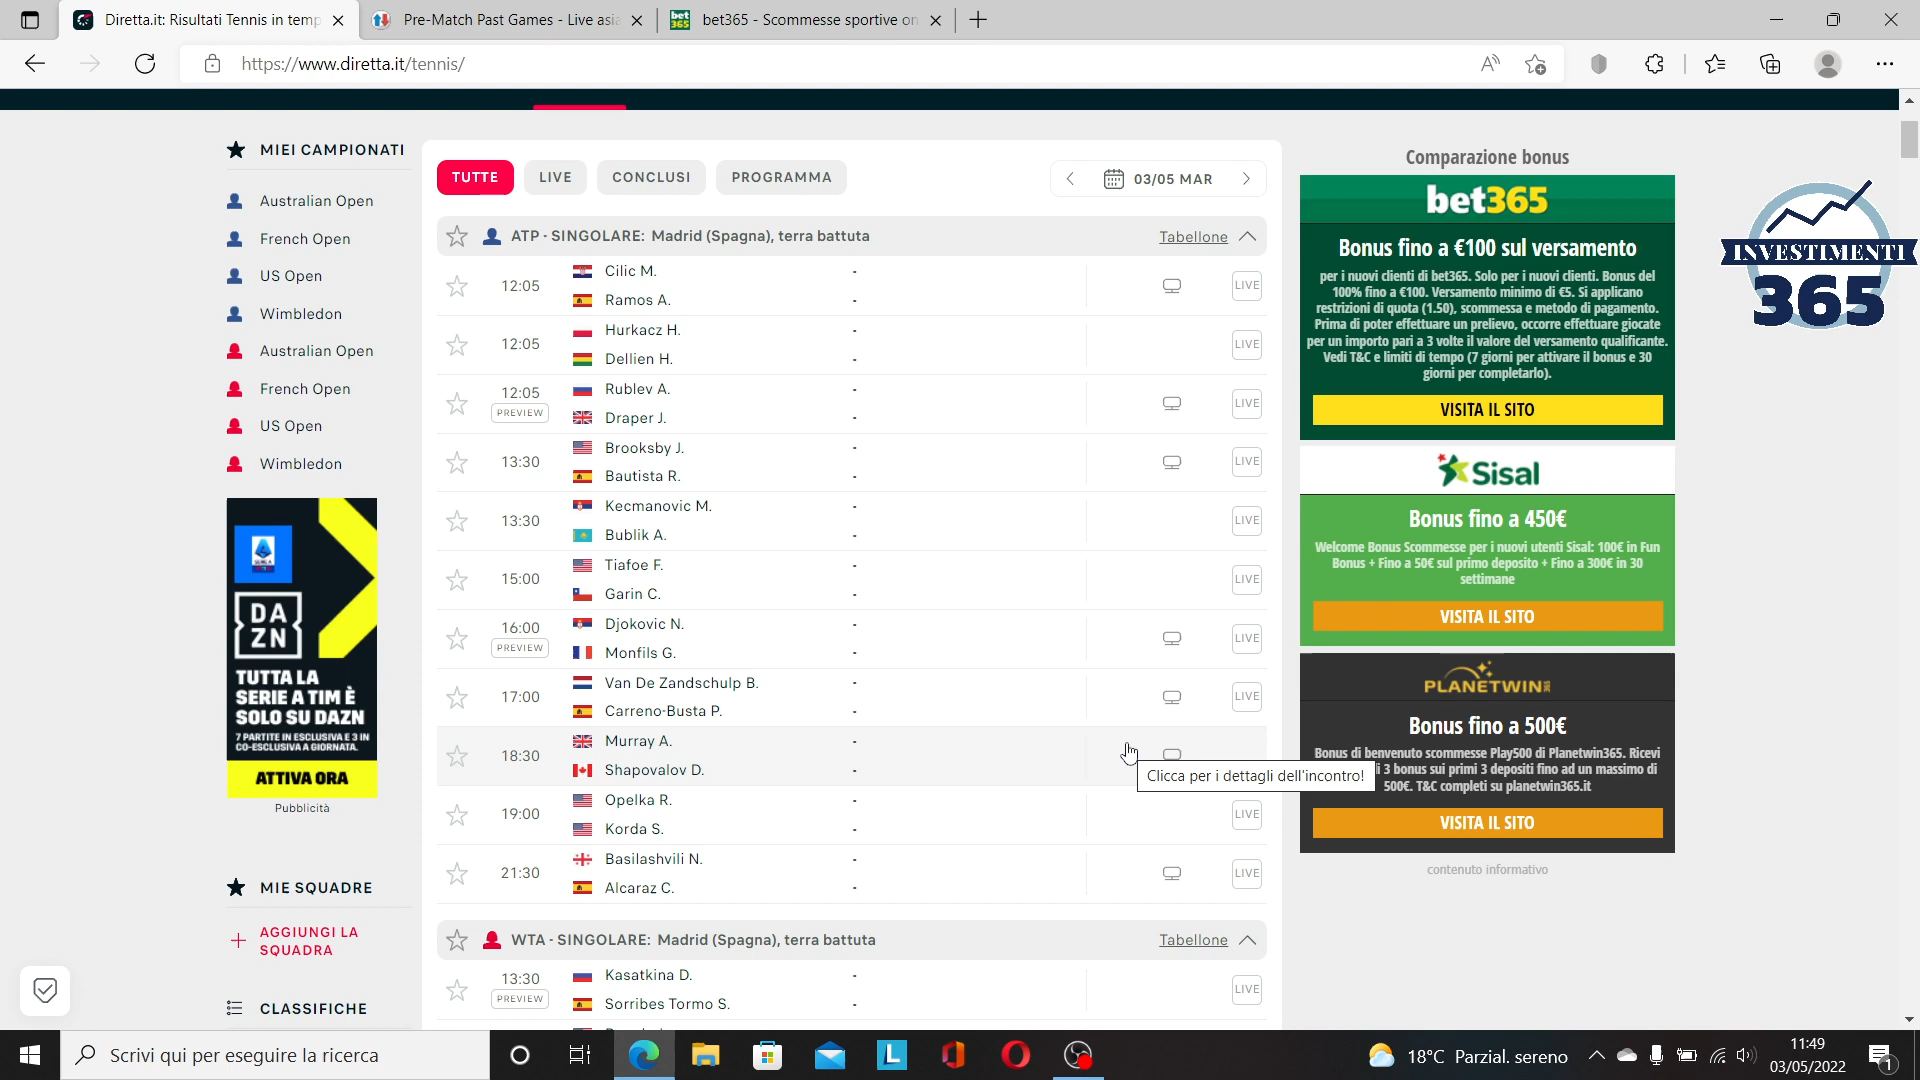 Diretta.it: Risultati Tennis in temp
Pre-Match Past Games - Live asia
bet365 - Scommesse sportive on
https://www.diretta.it/tennis/
MIEI CAMPIONATI
Australian Open
French Open
US Open
Wimbledon
Australian Open
French Open
US Open
Wimbledon
SERIE A
DAZN
TUTTA LA
SERIE A TIM È
SOLO SU DAZN
7 PARTITE IN ESCLUSIVA E 3 IN
CO-ESCLUSIVA A GIORNATA.
ATTIVA ORA
Pubblicità
MIE SQUADRE
AGGIUNGI LA
SQUADRA
CLASSIFICHE
TUTTE LIVE CONCLUSI PROGRAMMA 03/05 MAR
ATP - SINGOLARE: Madrid (Spagna), terra battuta Tabellone
12:05 Cilic M. - LIVE
Ramos A. -
12:05 Hurkacz H. - LIVE
Dellien H. -
12:05 Rublev A. - LIVE
PREVIEW Draper J. -
13:30 Brooksby J. - LIVE
Bautista R. -
13:30 Kecmanovic M. - LIVE
Bublik A. -
15:00 Tiafoe F. - LIVE
Garin C. -
16:00 Djokovic N. - LIVE
PREVIEW Monfils G. -
17:00 Van De Zandschulp B. - LIVE
Carreno-Busta P. -
18:30 Murray A. -
Shapovalov D. -
Clicca per i dettagli dell'incontro!
19:00 Opelka R. - LIVE
Korda S. -
21:30 Basilashvili N. - LIVE
Alcaraz C. -
WTA - SINGOLARE: Madrid (Spagna), terra battuta Tabellone
13:30 Kasatkina D. - LIVE
PREVIEW Sorribes Tormo S. -
Comparazione bonus
bet365
Bonus fino a €100 sul versamento
per i nuovi clienti di bet365. Solo per i nuovi clienti. Bonus del
100% fino a €100. Versamento minimo di €5. Si applicano
restrizioni di quota (1.50), scommessa e metodo di pagamento.
Prima di poter effettuare un prelievo, occorre effettuare giocate
per un importo pari a 3 volte il valore del versamento qualificante.
Vedi T&C e limiti di tempo (7 giorni per attivare il bonus e 30
giorni per completarlo).
VISITA IL SITO
Sisal
Bonus fino a 450€
Welcome Bonus Scommesse per i nuovi utenti Sisal: 100€ in Fun
Bonus + Fino a 50€ sul primo deposito + Fino a 300€ in 30
settimane
VISITA IL SITO
PLANETWIN365
Bonus fino a 500€
Bonus di benvenuto scommesse Play500 di Planetwin365. Ricevi
i 3 bonus sui primi 3 depositi fino ad un massimo di
500€. T&C completi su planetwin365.it
VISITA IL SITO
contenuto informativo
INVESTIMENTI
365
Scrivi qui per eseguire la ricerca
18°C Parzial. sereno
11:49
03/05/2022
1